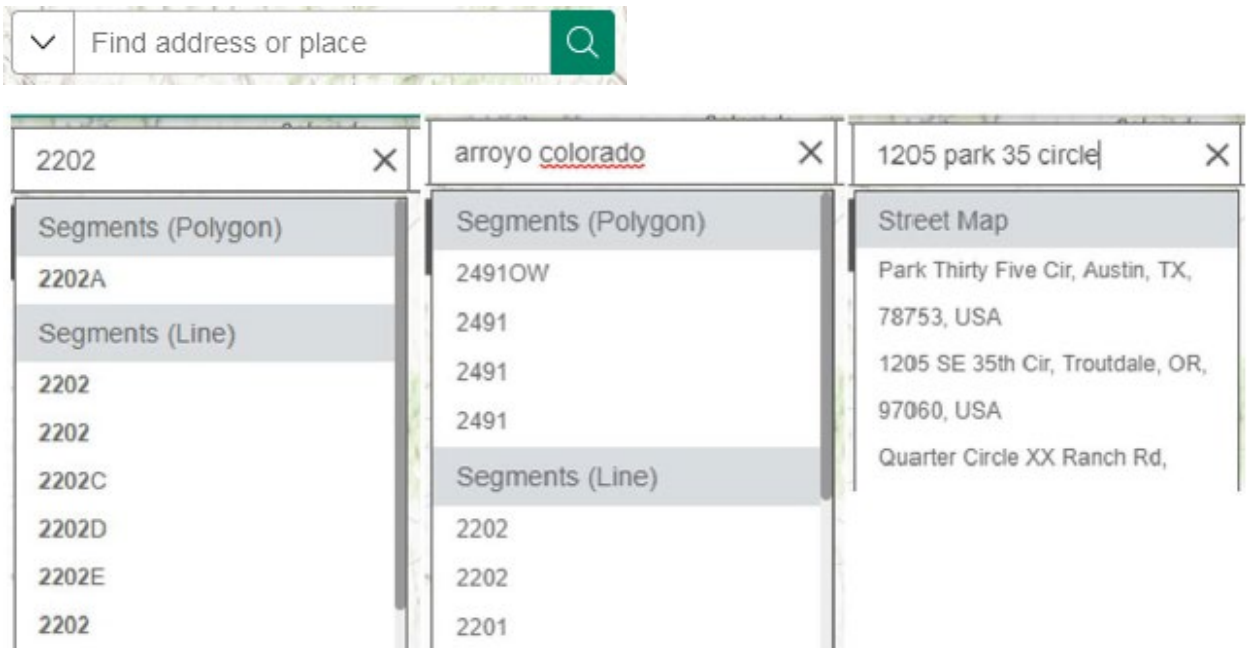 Find address or place
2202
Segments (Polygon)
2202A
Segments (Line)
2202
2202
2202C
2202D
2202E
2202
arroyo colorado
Segments (Polygon)
2491OW
2491
2491
2491
Segments (Line)
2202
2202
2201
1205 park 35 circle
Street Map
Park Thirty Five Cir, Austin, TX,
78753, USA
1205 SE 35th Cir, Troutdale, OR,
97060, USA
Quarter Circle XX Ranch Rd,